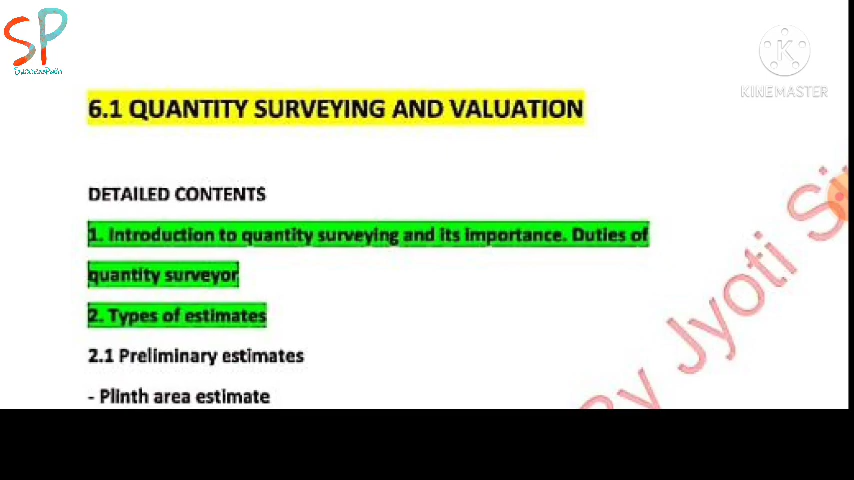 SP
SuccessPath
KINEMASTER
6.1 QUANTITY SURVEYING AND VALUATION
DETAILED CONTENTS
1. Introduction to quantity surveying and its importance. Duties of
quantity surveyor
2. Types of estimates
2.1 Preliminary estimates
- Plinth area estimate
By Jyoti